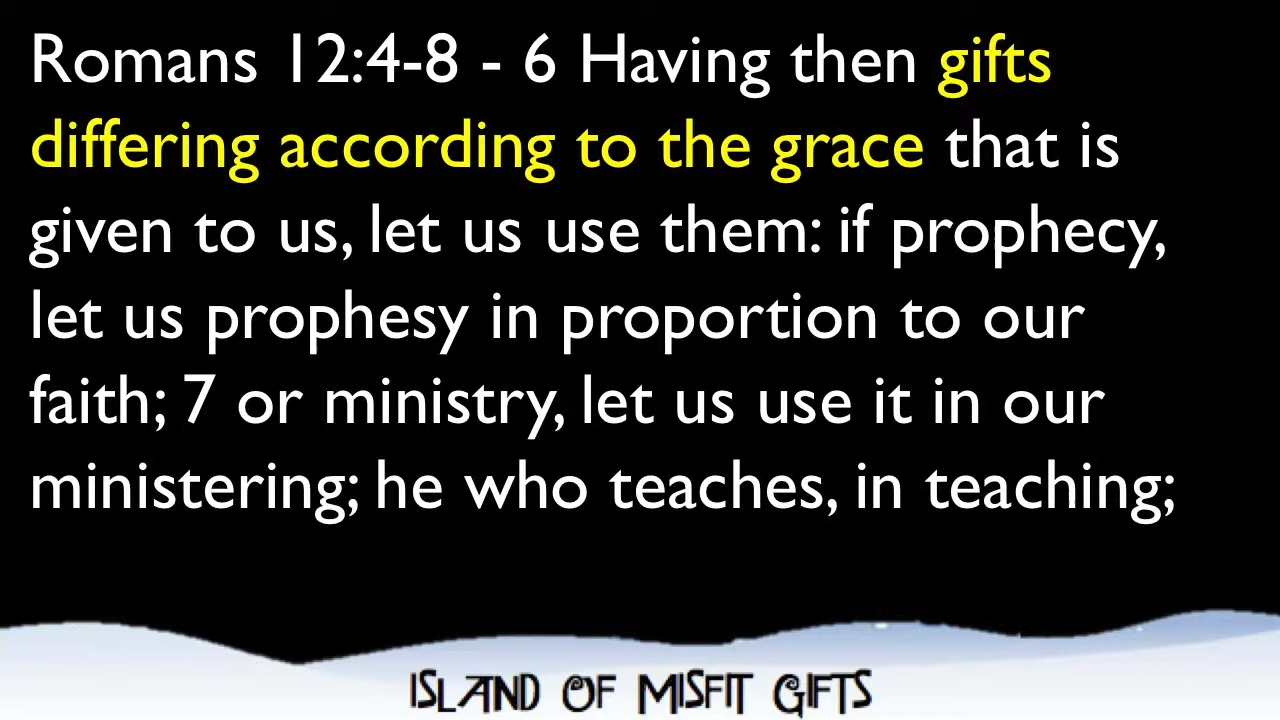 Romans 12:4-8 - 6 Having then gifts
differing according to the grace that is
given to us, let us use them: if prophecy,
let us prophesy in proportion to our
faith; 7 or ministry, let us use it in our
ministering; he who teaches, in teaching;
ISLAND OF MISFIT GIFTS